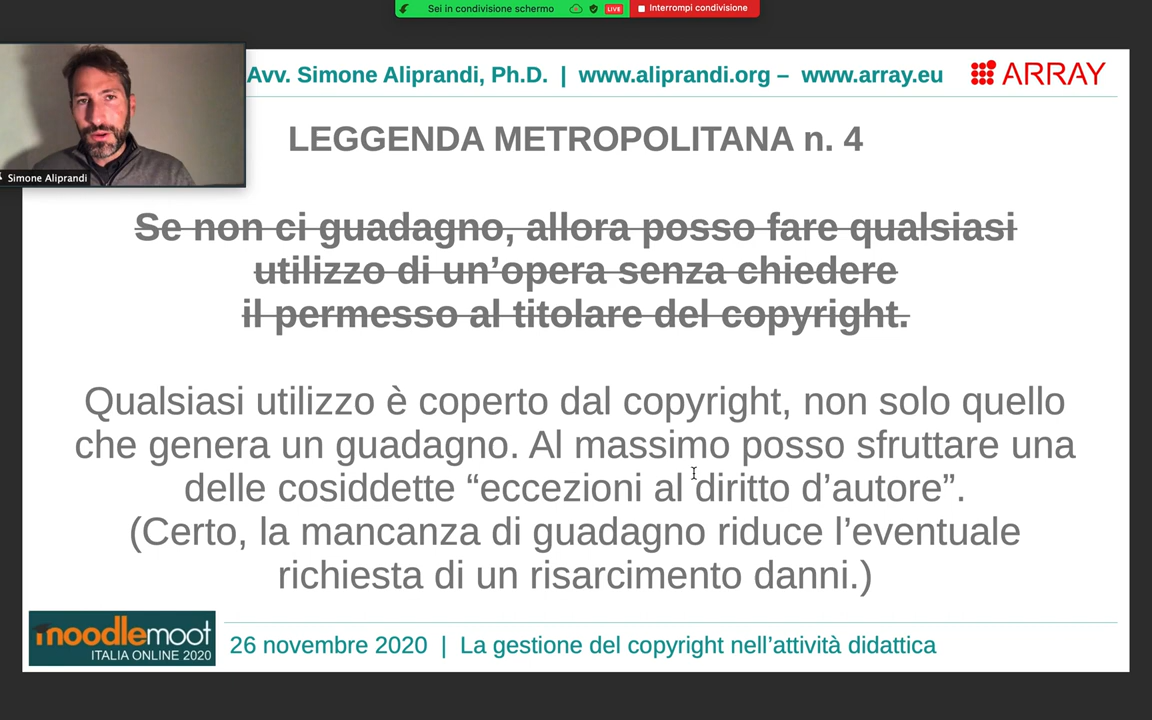 Sei in condivisione schermo LIVE Interrompi condivisione
Avv. Simone Aliprandi, Ph.D. | www.aliprandi.org – www.array.eu ARRAY
Simone Aliprandi
LEGGENDA METROPOLITANA n. 4
Se non ci guadagno, allora posso fare qualsiasi
utilizzo di un’opera senza chiedere
il permesso al titolare del copyright.
Qualsiasi utilizzo è coperto dal copyright, non solo quello
che genera un guadagno. Al massimo posso sfruttare una
delle cosiddette “eccezioni al diritto d’autore”.
(Certo, la mancanza di guadagno riduce l’eventuale
richiesta di un risarcimento danni.)
moodlemoot
ITALIA ONLINE 2020
26 novembre 2020 | La gestione del copyright nell’attività didattica